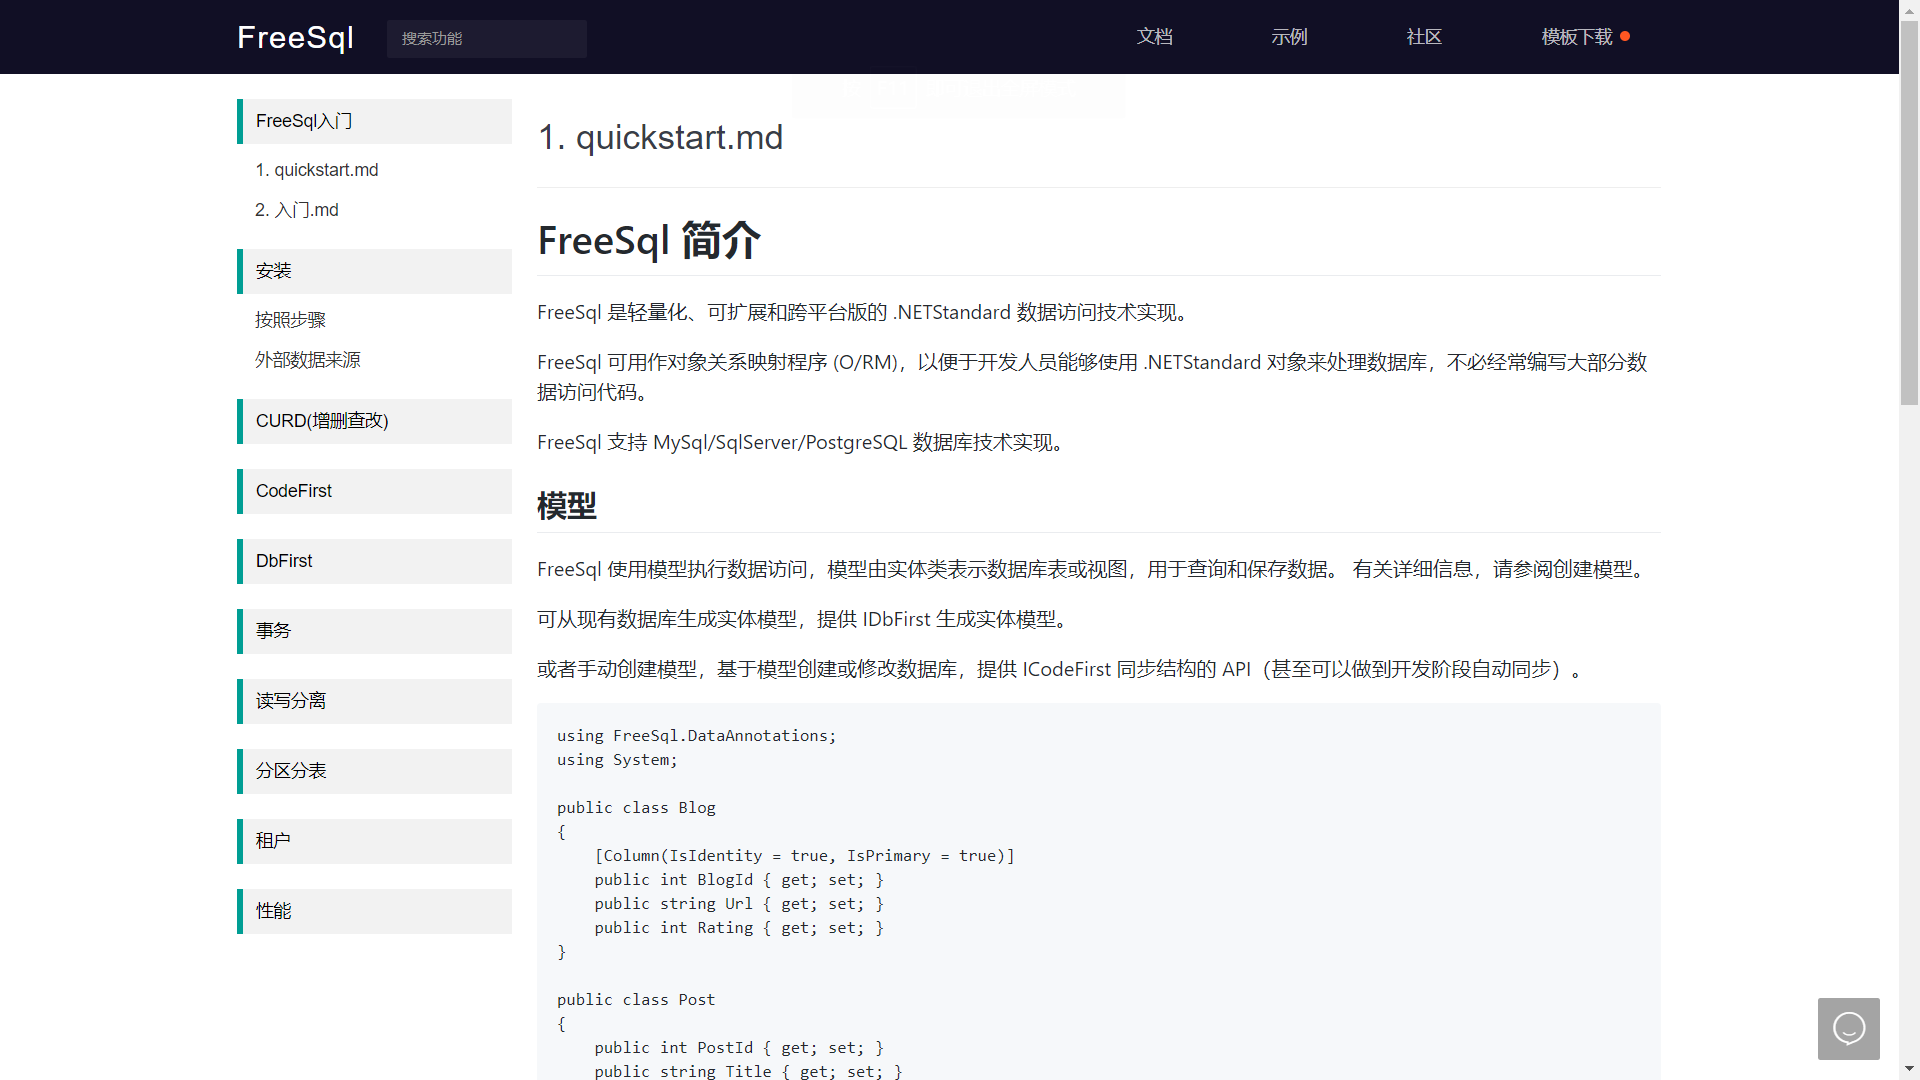 FreeSql
搜索功能
文档
示例
社区
模板下载
FreeSql入门
1. quickstart.md
2. 入门.md
安装
按照步骤
外部数据来源
CURD(增删查改)
CodeFirst
DbFirst
事务
读写分离
分区分表
租户
性能
1. quickstart.md
FreeSql 简介
FreeSql 是轻量化、可扩展和跨平台版的 .NETStandard 数据访问技术实现。
FreeSql 可用作对象关系映射程序 (O/RM)，以便于开发人员能够使用 .NETStandard 对象来处理数据库，不必经常编写大部分数
据访问代码。
FreeSql 支持 MySql/SqlServer/PostgreSQL 数据库技术实现。
模型
FreeSql 使用模型执行数据访问，模型由实体类表示数据库表或视图，用于查询和保存数据。 有关详细信息，请参阅创建模型。
可从现有数据库生成实体模型，提供 IDbFirst 生成实体模型。
或者手动创建模型，基于模型创建或修改数据库，提供 ICodeFirst 同步结构的 API（甚至可以做到开发阶段自动同步）。
using FreeSql.DataAnnotations;
using System;
public class Blog
{
[Column(IsIdentity = true, IsPrimary = true)]
public int BlogId { get; set; }
public string Url { get; set; }
public int Rating { get; set; }
}
public class Post
{
public int PostId { get; set; }
public string Title { get; set; }